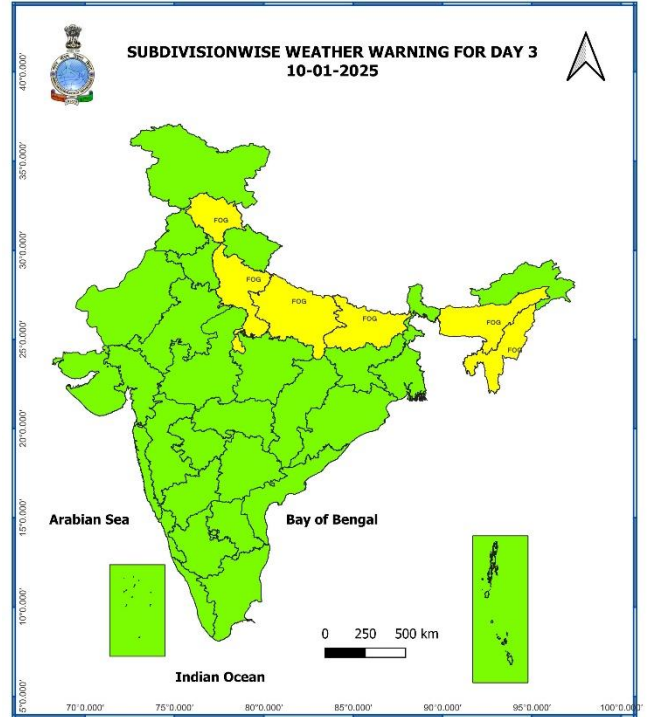 SUBDIVISIONWISE WEATHER WARNING FOR DAY 3
10-01-2025
40°0.000'
35°0.000'
30°0.000'
25°0.000'
20°0.000'
15°0.000'
10°0.000'
5°0.000'
FOG
FOG
FOG
FOG
FOG
FOG
Arabian Sea
Bay of Bengal
Indian Ocean
0 250 500 km
70°0.000' 75°0.000' 80°0.000' 85°0.000' 90°0.000' 95°0.000' 100°0.000'